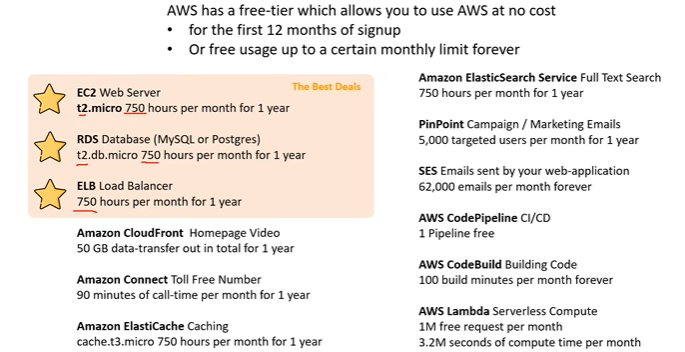 AWS has a free-tier which allows you to use AWS at no cost
• for the first 12 months of signup
• Or free usage up to a certain monthly limit forever
The Best Deals
EC2 Web Server
t2.micro 750 hours per month for 1 year
RDS Database (MySQL or Postgres)
t2.db.micro 750 hours per month for 1 year
ELB Load Balancer
750 hours per month for 1 year
Amazon CloudFront Homepage Video
50 GB data-transfer out in total for 1 year
Amazon Connect Toll Free Number
90 minutes of call-time per month for 1 year
Amazon ElastiCache Caching
cache.t3.micro 750 hours per month for 1 year
Amazon ElasticSearch Service Full Text Search
750 hours per month for 1 year
PinPoint Campaign / Marketing Emails
5,000 targeted users per month for 1 year
SES Emails sent by your web-application
62,000 emails per month forever
AWS CodePipeline CI/CD
1 Pipeline free
AWS CodeBuild Building Code
100 build minutes per month forever
AWS Lambda Serverless Compute
1M free request per month
3.2M seconds of compute time per month